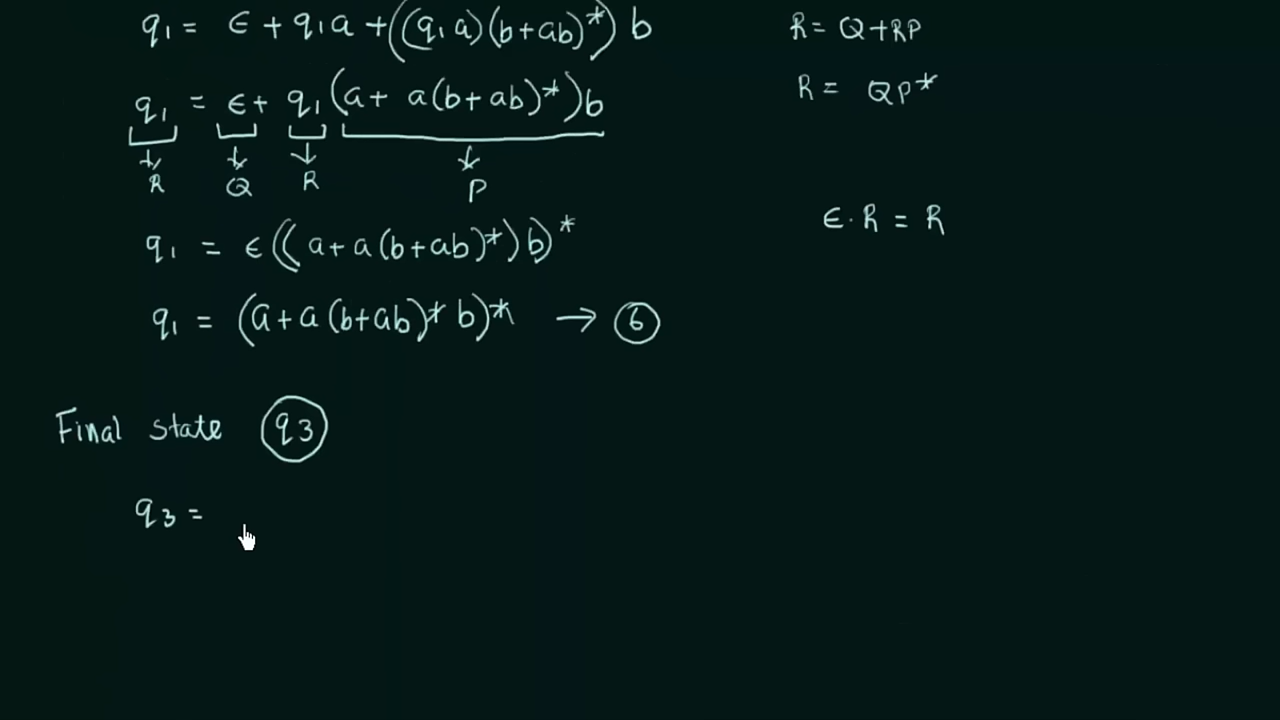 q₁ = ϵ + q₁a + ((q₁a)(b+ab)*) b
R = Q+RP
q₁ = ϵ + q₁(a + a(b+ab)*)b
R = QP*
R Q R P
ϵ·R = R
q₁ = ϵ((a+a(b+ab)*)b)*
q₁ = (a+a(b+ab)* b)* → ⑥
Final state q3
q₃ =